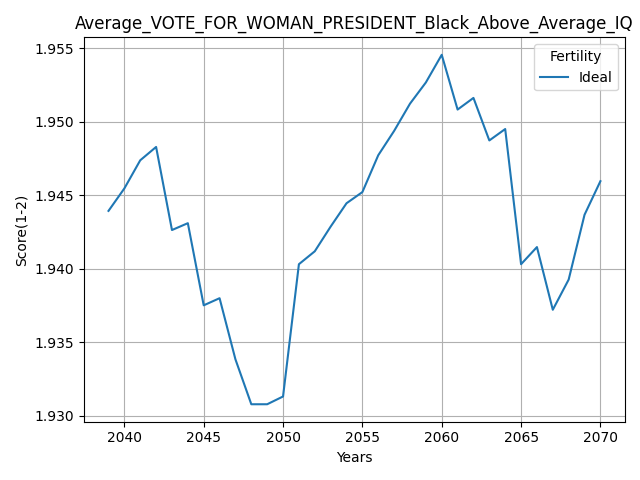 Average_VOTE_FOR_WOMAN_PRESIDENT_Black_Above_Average_IQ
Fertility
Ideal
1.955
1.950
1.945
1.940
1.935
1.930
Score(1-2)
2040 2045 2050 2055 2060 2065 2070
Years